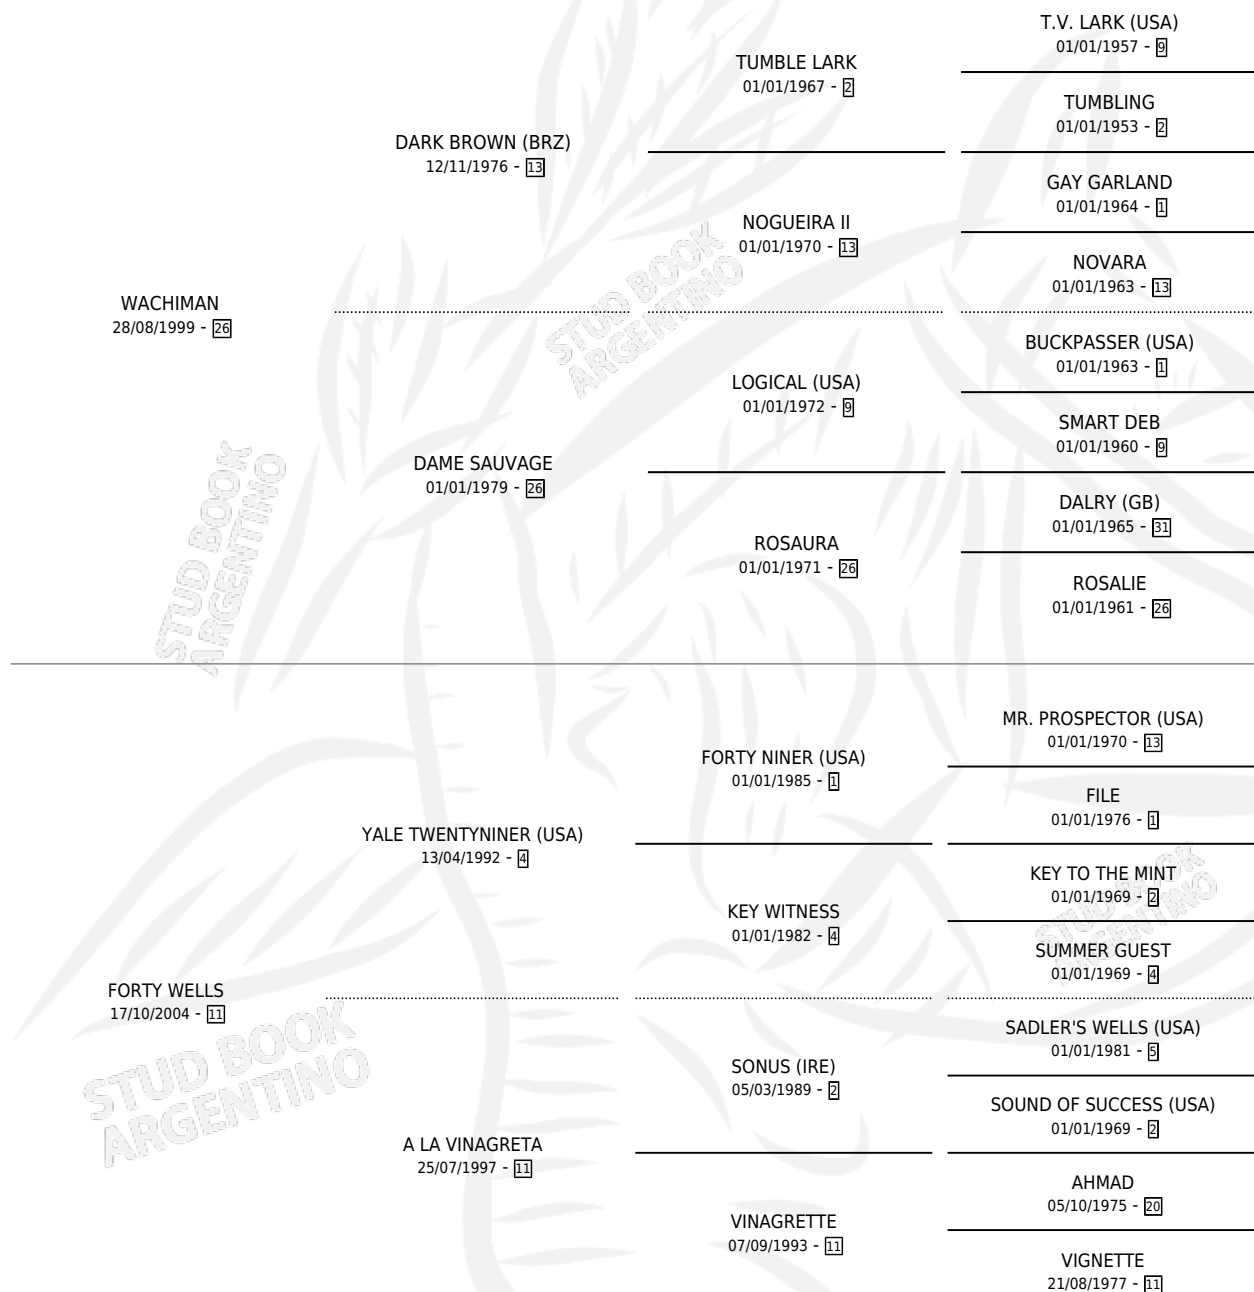 T.V. LARK (USA)
01/01/1957 - 9
TUMBLE LARK
01/01/1967 - 2
TUMBLING
01/01/1953 - 2
DARK BROWN (BRZ)
12/11/1976 - 13
GAY GARLAND
01/01/1964 - 1
NOGUEIRA II
01/01/1970 - 13
NOVARA
01/01/1963 - 13
WACHIMAN
28/08/1999 - 26
BUCKPASSER (USA)
01/01/1963 - 1
LOGICAL (USA)
01/01/1972 - 9
SMART DEB
01/01/1960 - 9
DAME SAUVAGE
01/01/1979 - 26
DALRY (GB)
01/01/1965 - 31
ROSAURA
01/01/1971 - 26
ROSALIE
01/01/1961 - 26
STUD BOOK
ARGENTINO
STUD BOOK
ARGENTINO
MR. PROSPECTOR (USA)
01/01/1970 - 13
FORTY NINER (USA)
01/01/1985 - 1
FILE
01/01/1976 - 1
YALE TWENTYNINER (USA)
13/04/1992 - 4
KEY TO THE MINT
01/01/1969 - 2
KEY WITNESS
01/01/1982 - 4
SUMMER GUEST
01/01/1969 - 4
FORTY WELLS
17/10/2004 - 11
SADLER'S WELLS (USA)
01/01/1981 - 5
SONUS (IRE)
05/03/1989 - 2
SOUND OF SUCCESS (USA)
01/01/1969 - 2
A LA VINAGRETA
25/07/1997 - 11
AHMAD
05/10/1975 - 20
VINAGRETTE
07/09/1993 - 11
VIGNETTE
21/08/1977 - 11
STUD BOOK
ARGENTINO
STUD BOOK
ARGENTINO